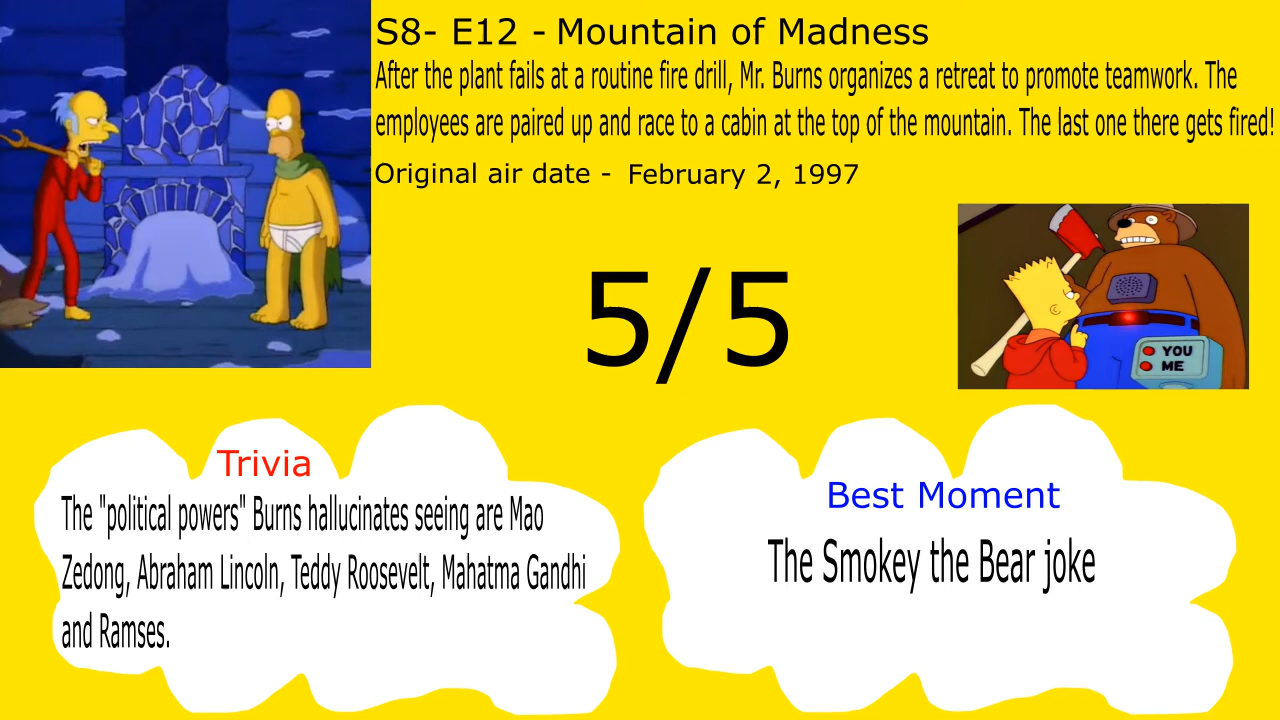 S8- E12 - Mountain of Madness
After the plant fails at a routine fire drill, Mr. Burns organizes a retreat to promote teamwork. The
employees are paired up and race to a cabin at the top of the mountain. The last one there gets fired!
Original air date - February 2, 1997
5/5
YOU
ME
Trivia
The "political powers" Burns hallucinates seeing are Mao
Zedong, Abraham Lincoln, Teddy Roosevelt, Mahatma Gandhi
and Ramses.
Best Moment
The Smokey the Bear joke